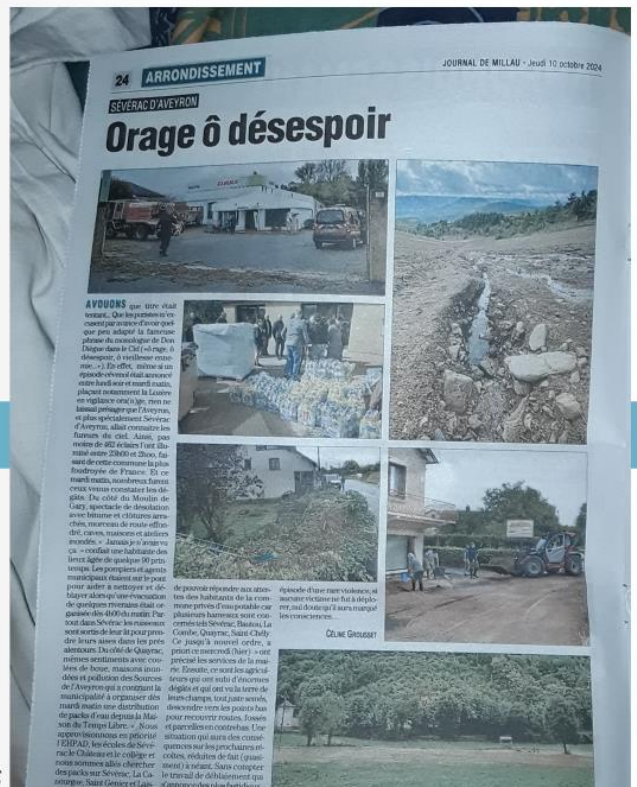 24 ARRONDISSEMENT
JOURNAL DE MILLAU - Jeudi 10 octobre 2024
SÉVÉRAC D'AVEYRON
Orage ô désespoir
AVOUONS que titre était
tentant... Que les puristes m'ex-
cusent par avance d'avoir quel-
que peu adapté la fameuse
phrase du monologue de Don
Diègue dans le Cid (« ô rage, ô
désespoir, ô vieillesse enne-
mie... »). En effet, même si un
épisode cévenol était annoncé
entre lundi soir et mardi matin,
plaçant notamment la Lozère
en vigilance ora(n)ge, rien ne
laissait présager que l'Aveyron,
et plus spécialement Sévérac
d'Aveyron, allait connaître les
fureurs du ciel. Ainsi, pas
moins de 462 éclairs l'ont illu-
miné entre 23h00 et 2h00, fai-
sant de cette commune la plus
foudroyée de France. Et ce
mardi matin, nombreux furent
ceux venus constater les dé-
gâts. Du côté du Moulin de
Gary, spectacle de désolation
avec bitume et clôtures arra-
chés, morceau de route effon-
dré, caves, maisons et ateliers
inondés. « Jamais je n'avais vu
ça » confiait une habitante des
lieux âgée de quelque 90 prin-
temps. Les pompiers et agents
municipaux étaient sur le pont
pour aider à nettoyer et dé-
blayer alors qu'une évacuation
de quelques riverains était or-
ganisée dès 4h00 du matin. Par-
tout dans Sévérac les ruisseaux
sont sortis de leur lit pour pren-
dre leurs aises dans les prés
alentours. Du côté de Quayrac,
mêmes sentiments avec cou-
lées de boue, maisons inon-
dées et pollution des Sources
de l'Aveyron qui a contraint la
municipalité à organiser dès
mardi matin une distribution
de packs d'eau depuis la Mai-
son du Temps Libre. « Nous
approvisionnons en priorité
l'EHPAD, les écoles de Sévé-
rac le Château et le collège et
nous sommes allés chercher
des packs sur Sévérac, La Ca-
nourgue, Saint Geniez et
de pouvoir répondre aux atten-
tes des habitants de la com-
mune privés d'eau potable car
plusieurs hameaux sont con-
cernés tels Sévérac, Bautou, La
Combe, Quayrac, Saint Chély.
Ce jusqu'à nouvel ordre, a
priori ce mercredi (hier) » ont
précisé les services de la mai-
rie. Ensuite, ce sont les agricul-
teurs qui ont subi d'énormes
dégâts et qui ont vu la terre de
leurs champs, tout juste semés,
descendre vers les points bas
pour recouvrir routes, fossés
et parcelles en contrebas. Une
situation qui aura des consé-
quences sur les prochaines ré-
coltes, réduites de fait (quasi-
ment) à néant. Sans compter
le travail de déblaiement qui
s'annonce des plus fastidieux
épisode d'une rare violence, si
aucune victime ne fut à déplo-
rer, nul doute qu'il aura marqué
les consciences...
CÉLINE GROUSSET